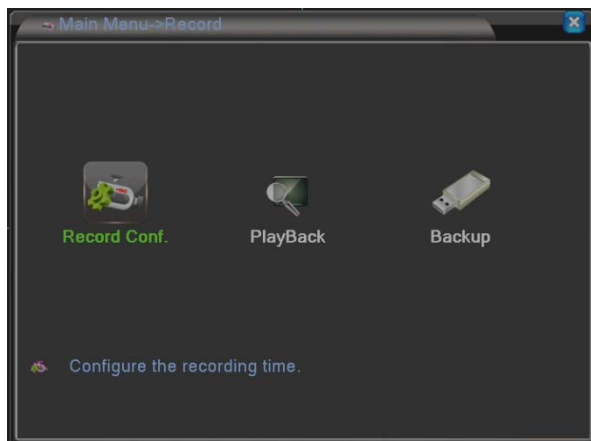 Main Menu->Record
Record Conf.
PlayBack
Backup
Configure the recording time.